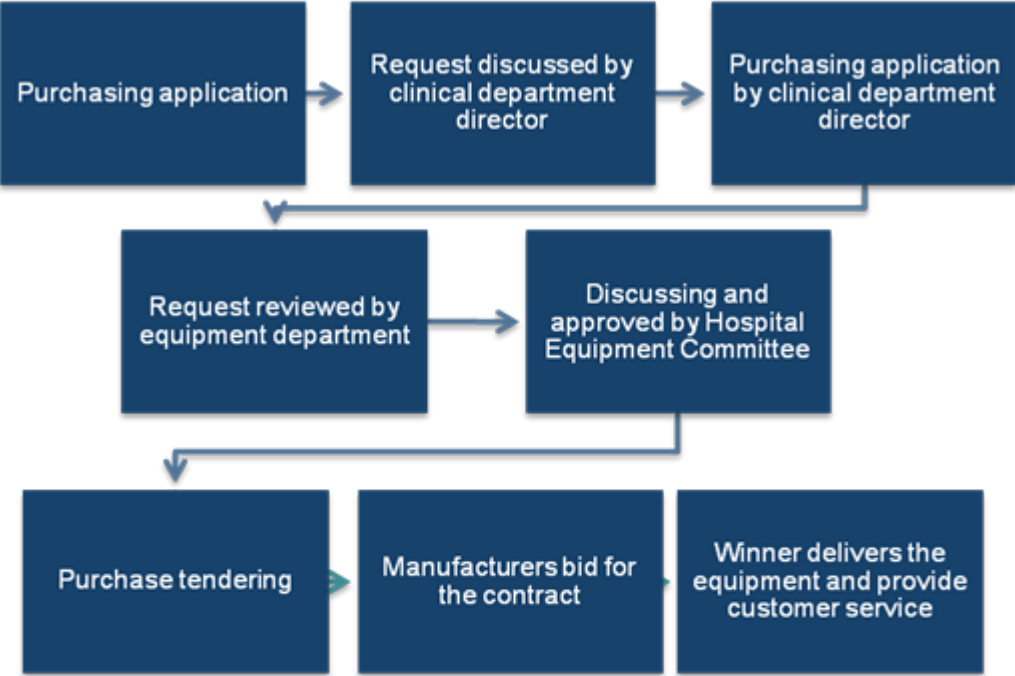 Purchasing application
Request discussed by
clinical department
director
Purchasing application
by clinical department
director
Request reviewed by
equipment department
Discussing and
approved by Hospital
Equipment Committee
Purchase tendering
Manufacturers bid for
the contract
Winner delivers the
equipment and provide
customer service